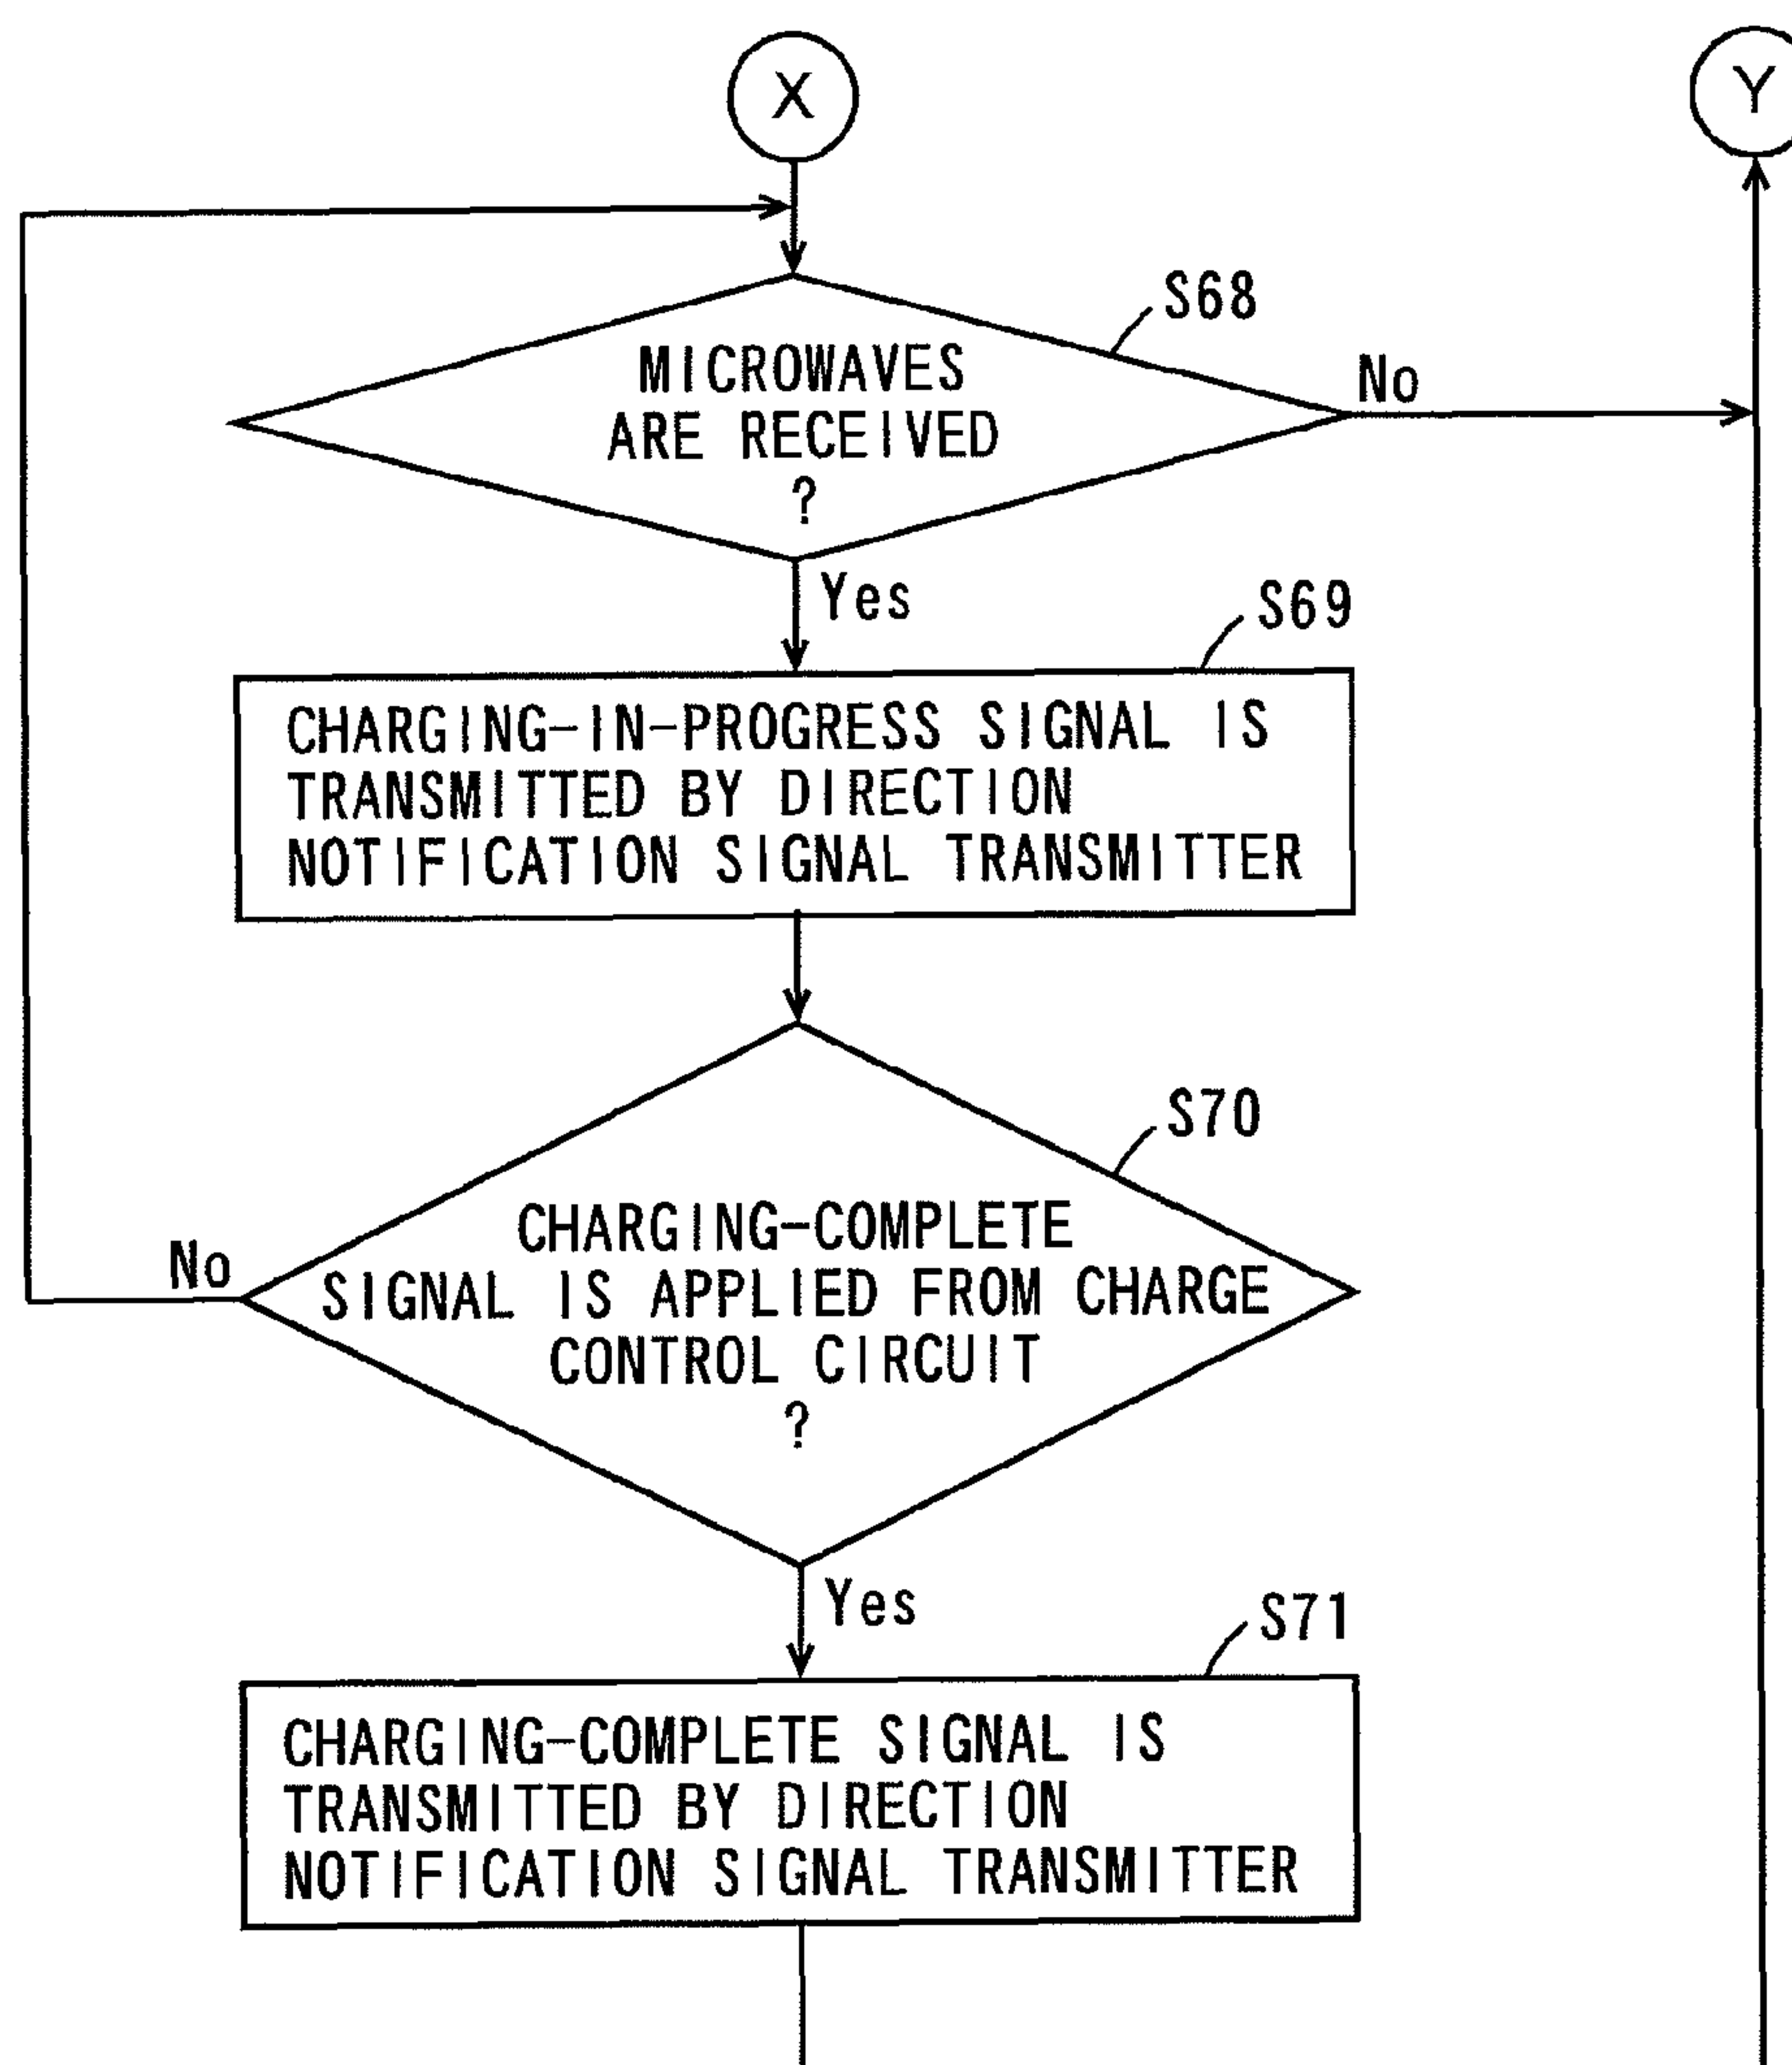 X
Y
S68
MICROWAVES
ARE RECEIVED
?
No
Yes
S69
CHARGING-IN-PROGRESS SIGNAL IS
TRANSMITTED BY DIRECTION
NOTIFICATION SIGNAL TRANSMITTER
S70
CHARGING-COMPLETE
SIGNAL IS APPLIED FROM CHARGE
CONTROL CIRCUIT
?
No
Yes
S71
CHARGING-COMPLETE SIGNAL IS
TRANSMITTED BY DIRECTION
NOTIFICATION SIGNAL TRANSMITTER